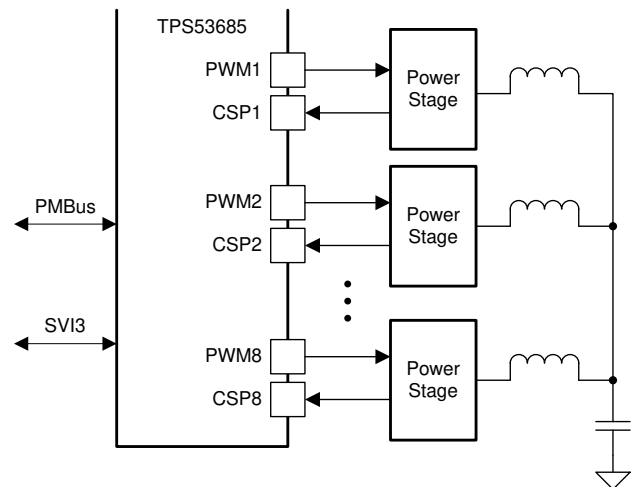 TPS53685
PWM1
Power
Stage
CSP1
PWM2
Power
Stage
PMBus
CSP2
SVI3
PWM8
Power
Stage
CSP8